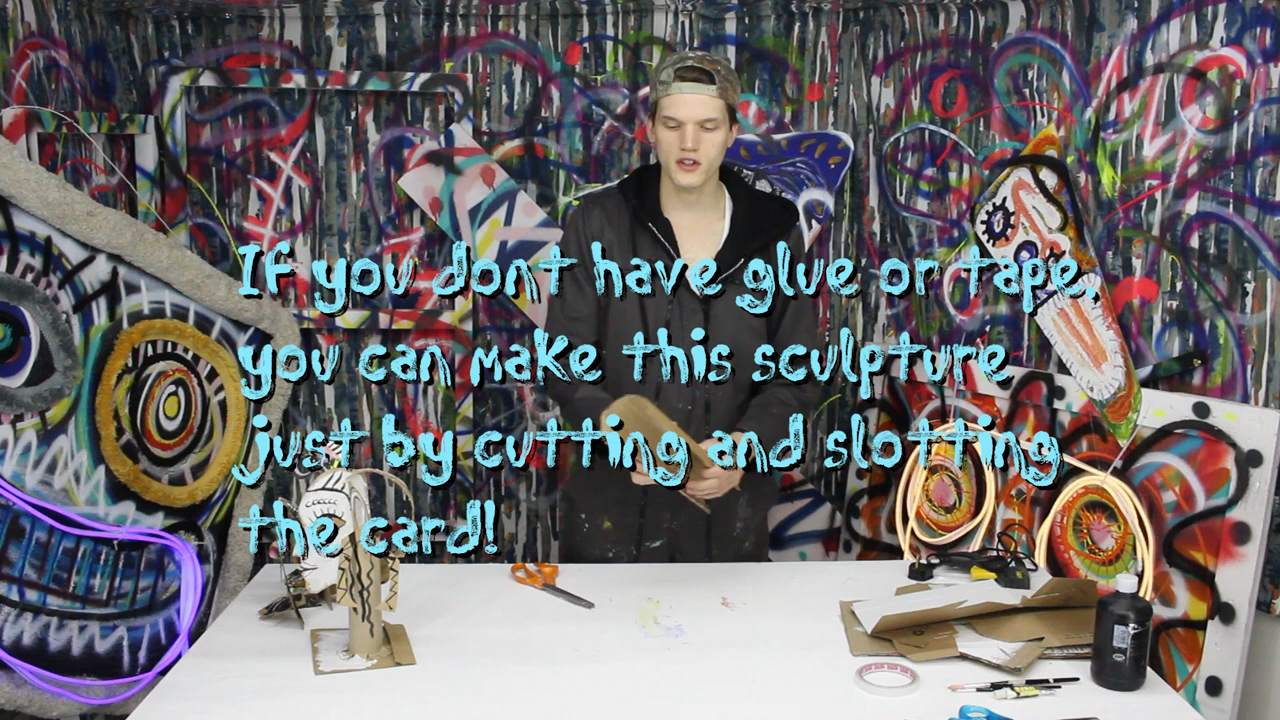 If you dont have glue or tape,
you can make this sculpture
just by cutting and slotting
the card!